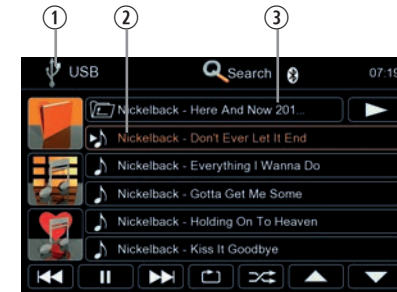 1 2 3
USB Search 07:19
Nickelback - Here And Now 201...
Nickelback - Don't Ever Let It End
Nickelback - Everything I Wanna Do
Nickelback - Gotta Get Me Some
Nickelback - Holding On To Heaven
Nickelback - Kiss It Goodbye